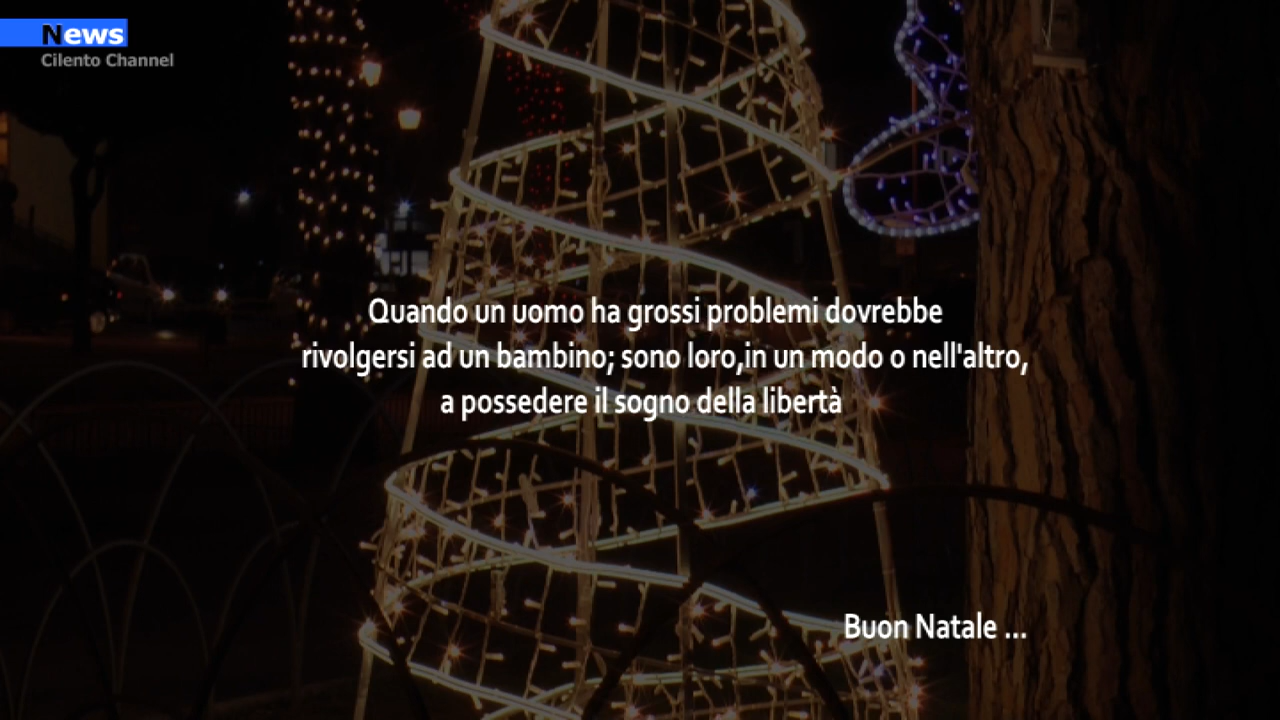 News
Cilento Channel
Quando un uomo ha grossi problemi dovrebbe
rivolgersi ad un bambino; sono loro,in un modo o nell'altro,
a possedere il sogno della libertà
Buon Natale ...